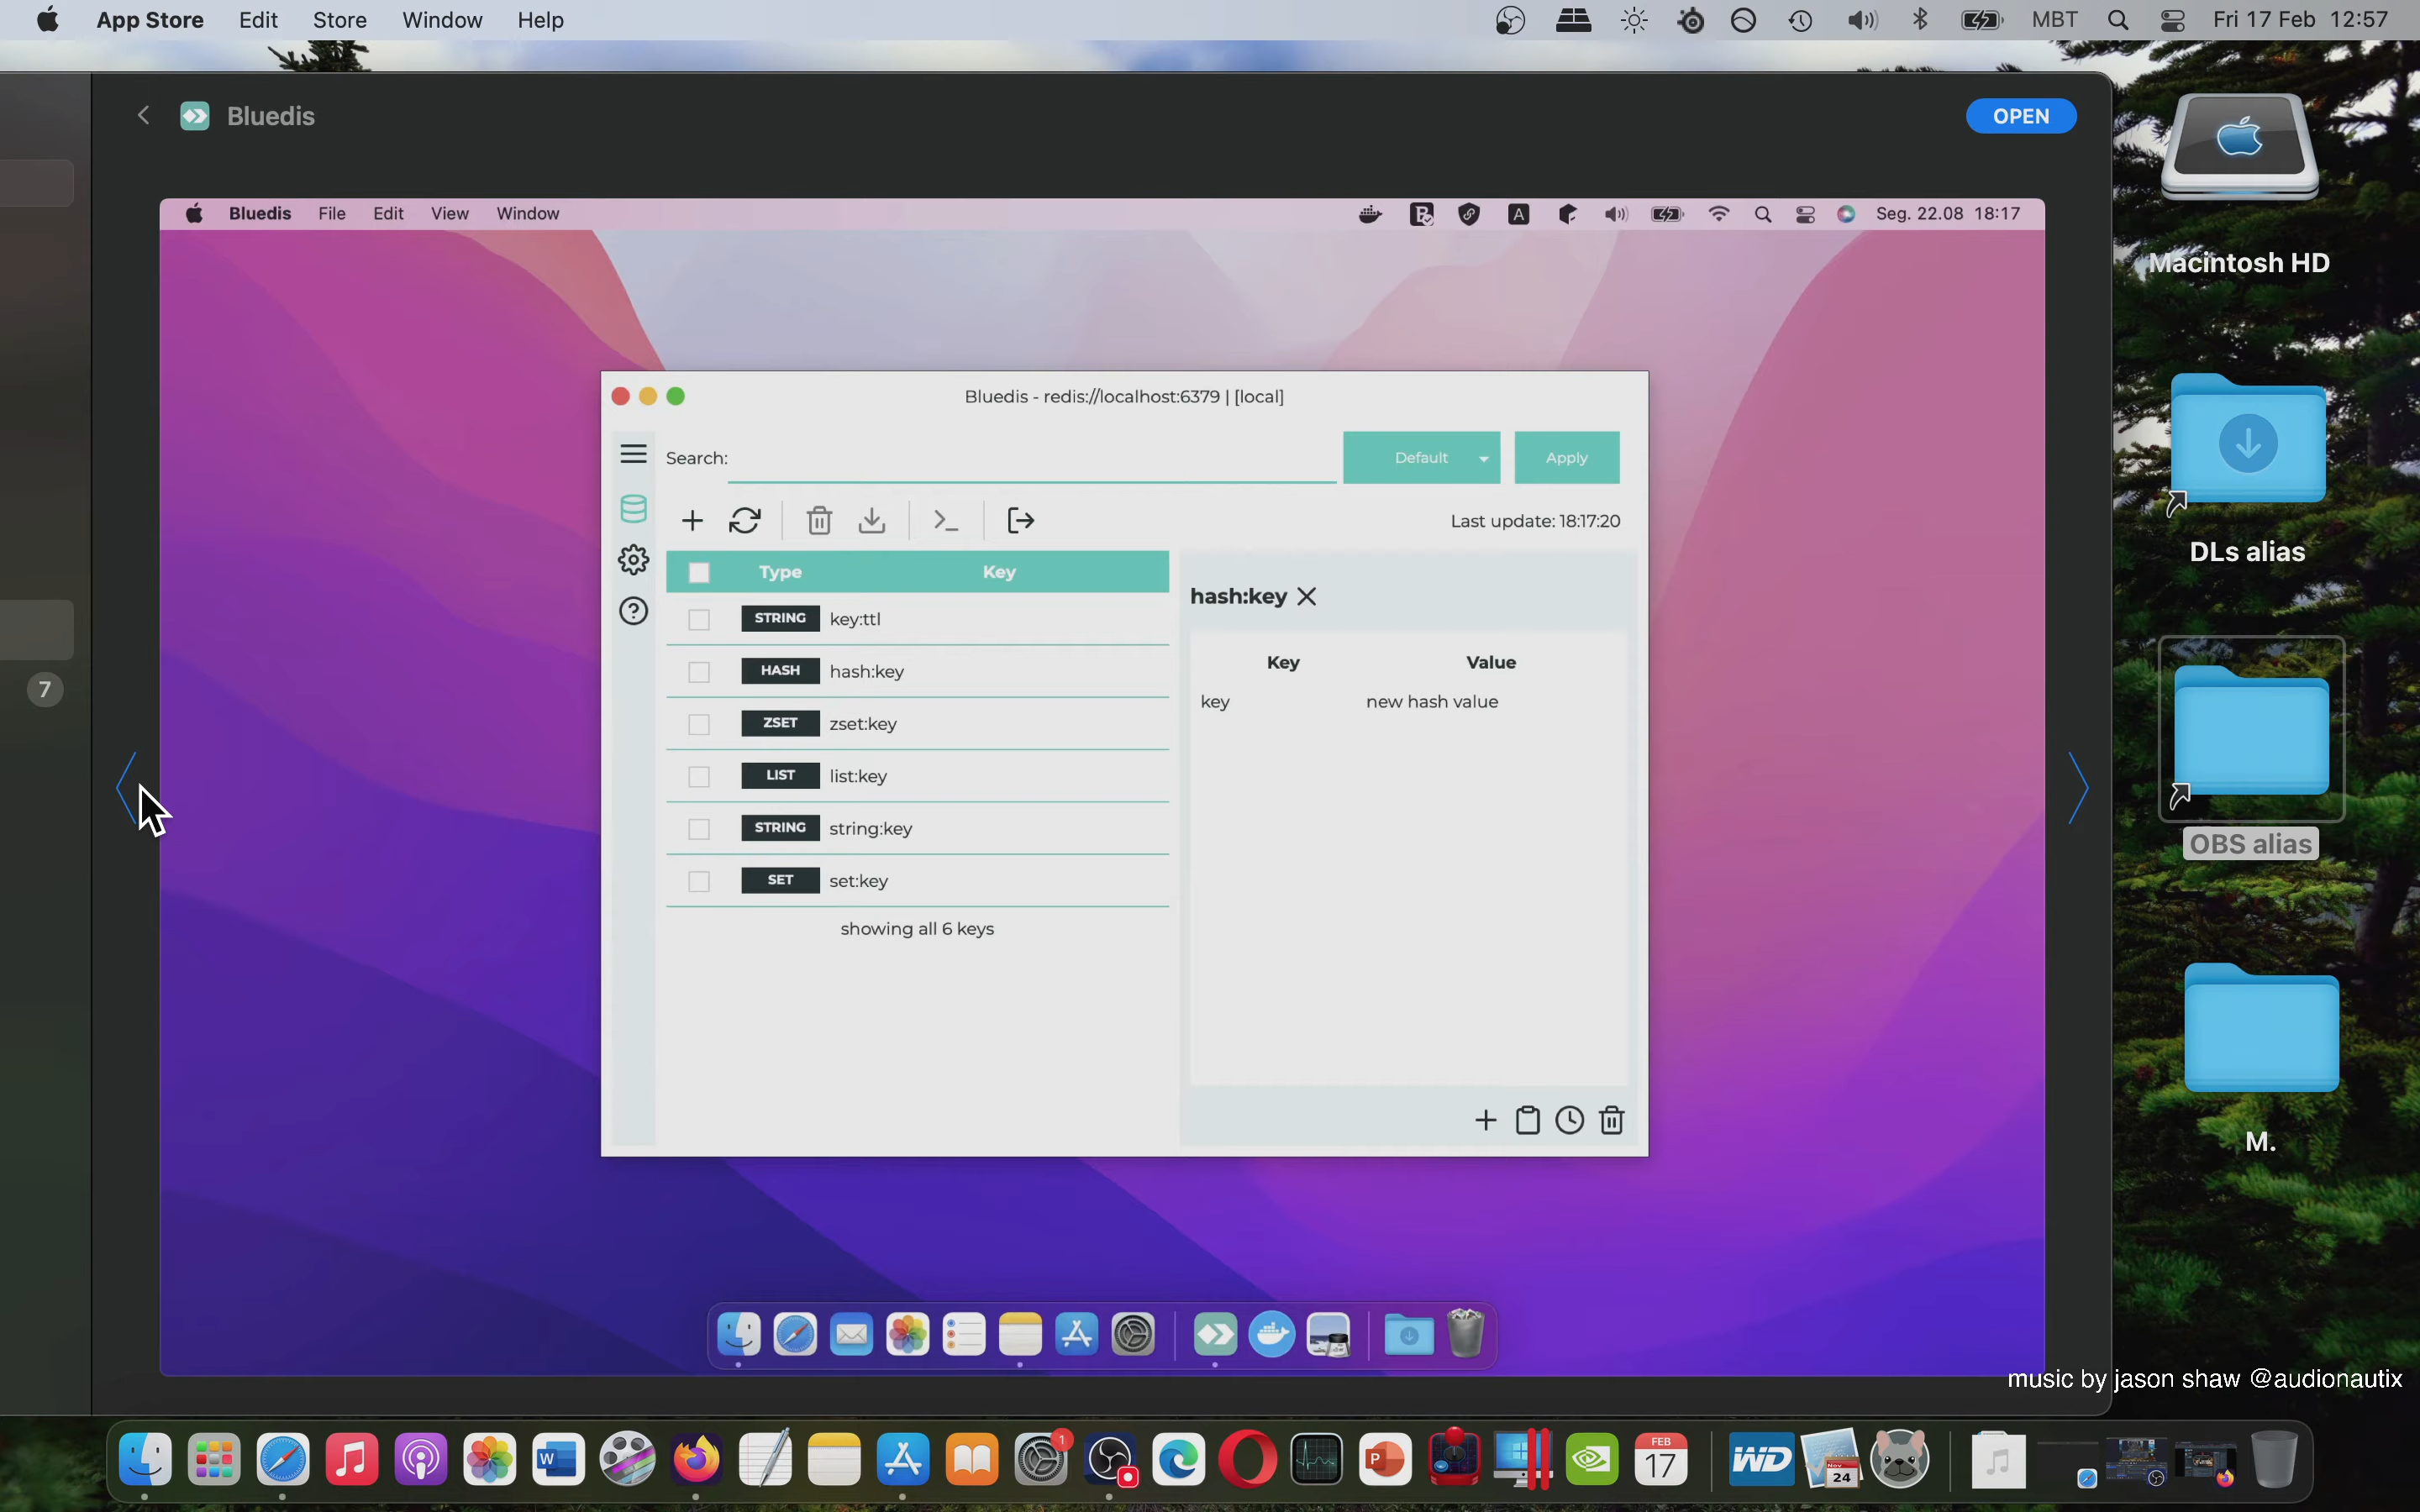 App Store Edit Store Window Help MBT Fri 17 Feb 12:57
Bluedis
OPEN
Bluedis File Edit View Window A Seg. 22.08 18:17
Bluedis - redis://localhost:6379 | [local]
Search: Default Apply
Last update: 18:17:20
Type Key
STRING key:ttl
HASH hash:key
ZSET zset:key
LIST list:key
STRING string:key
SET set:key
showing all 6 keys
hash:key
Key Value
key new hash value
7
Macintosh HD
DLs alias
OBS alias
M.
music by jason shaw @audionautix
W
1
P
FEB
17
WD
Nov
24